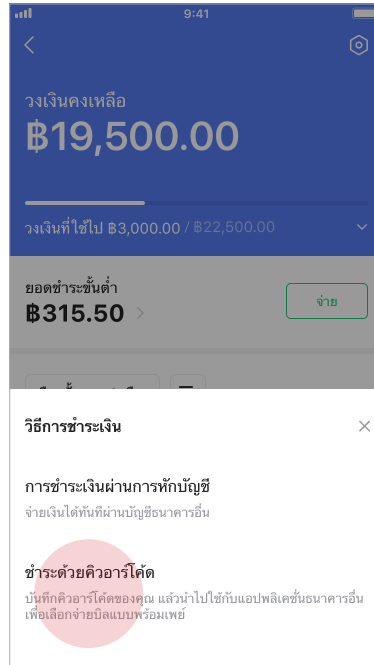 9:41
วงเงินคงเหลือ
฿19,500.00
วงเงินที่ใช้ไป ฿3,000.00 / ฿22,500.00
ยอดชำระขั้นต่ำ
฿315.50
จ่าย
วิธีการชำระเงิน
การชำระเงินผ่านการหักบัญชี
จ่ายเงินได้ทันทีผ่านบัญชีธนาคารอื่น
ชำระด้วยคิวอาร์โค้ด
บันทึกคิวอาร์โค้ดของคุณ แล้วนำไปใช้กับแอปพลิเคชั่นธนาคารอื่น
เพื่อเลือกจ่ายบิลแบบพร้อมเพย์